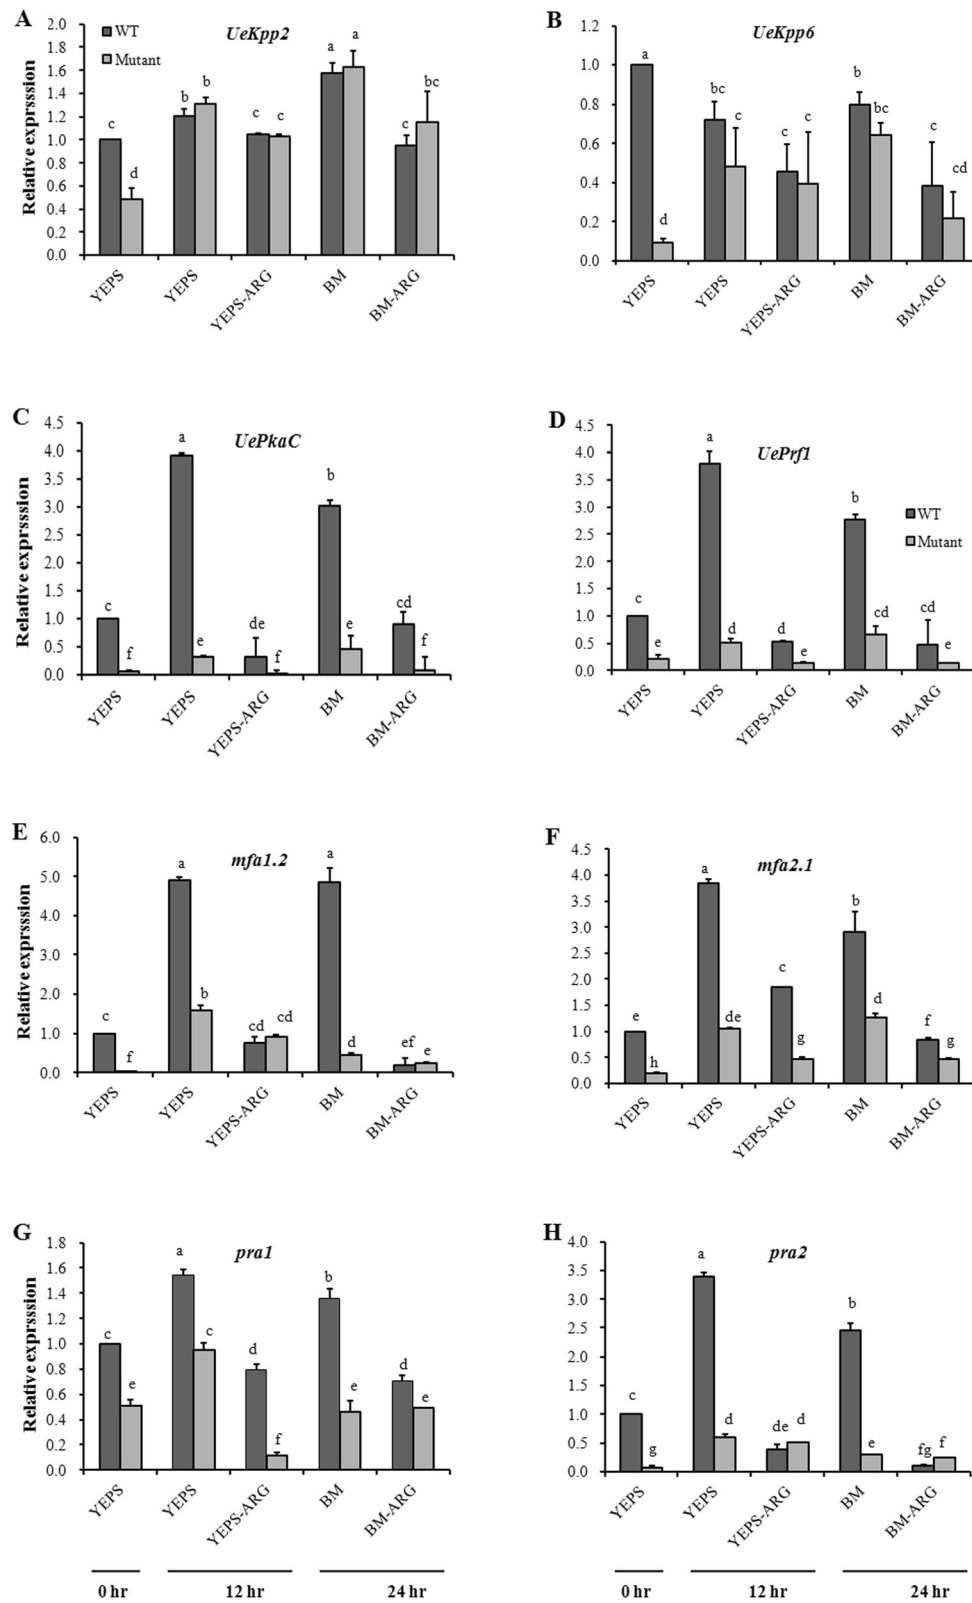 A
UeKpp2
WT
Mutant
Relative exprsssion
2.0
1.8
1.6
1.4
1.2
1.0
0.8
0.6
0.4
0.2
0.0
c d b b c c a a c bc
YEPS YEPS YEPS-ARG BM BM-ARG
B
UeKpp6
1.2
1.0
0.8
0.6
0.4
0.2
0.0
a d bc c c c b bc c cd
YEPS YEPS YEPS-ARG BM BM-ARG
C
UePkaC
Relative exprsssion
4.5
4.0
3.5
3.0
2.5
2.0
1.5
1.0
0.5
0.0
c f a e de f b e cd f
YEPS YEPS YEPS-ARG BM BM-ARG
D
UePrf1
WT
Mutant
4.5
4.0
3.5
3.0
2.5
2.0
1.5
1.0
0.5
0.0
c e a d d e b cd cd e
YEPS YEPS YEPS-ARG BM BM-ARG
E
mfa1.2
Relative exprsssion
6.0
5.0
4.0
3.0
2.0
1.0
0.0
c f a b cd cd a d ef e
YEPS YEPS YEPS-ARG BM BM-ARG
F
mfa2.1
4.5
4.0
3.5
3.0
2.5
2.0
1.5
1.0
0.5
0.0
e h a de c g b d f g
YEPS YEPS YEPS-ARG BM BM-ARG
G
pra1
Relative exprsssion
1.8
1.6
1.4
1.2
1.0
0.8
0.6
0.4
0.2
0.0
c e a c d f b e d e
YEPS YEPS YEPS-ARG BM BM-ARG
0 hr 12 hr 24 hr
H
pra2
4.0
3.5
3.0
2.5
2.0
1.5
1.0
0.5
0.0
c g a d de d b e fg f
YEPS YEPS YEPS-ARG BM BM-ARG
0 hr 12 hr 24 hr